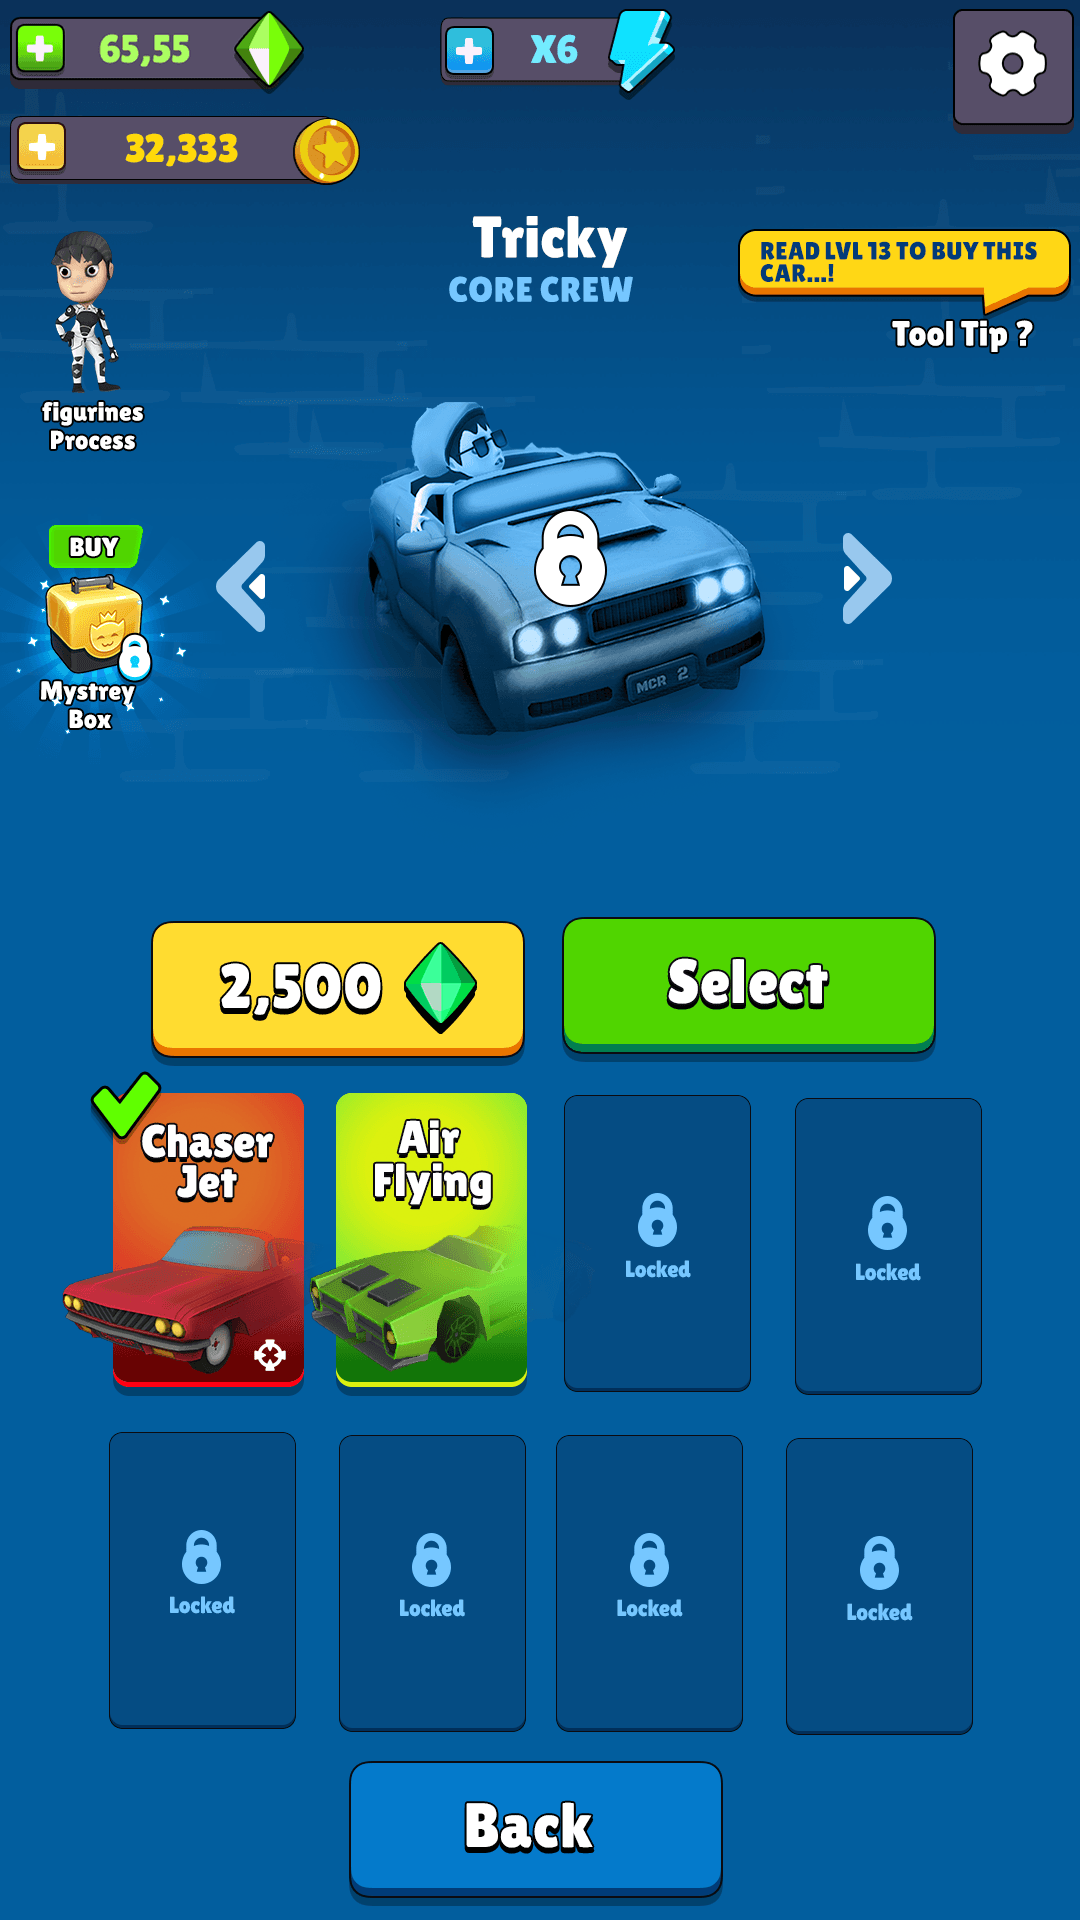 65,55
X6
32,333
Tricky
CORE CREW
READ LVL 13 TO BUY THIS
CAR...!
Tool Tip ?
figurines
Process
BUY
Mystrey
Box
MCR 2
2,500
Select
Chaser
Jet
Air
Flying
Locked
Locked
Locked
Locked
Locked
Locked
Back